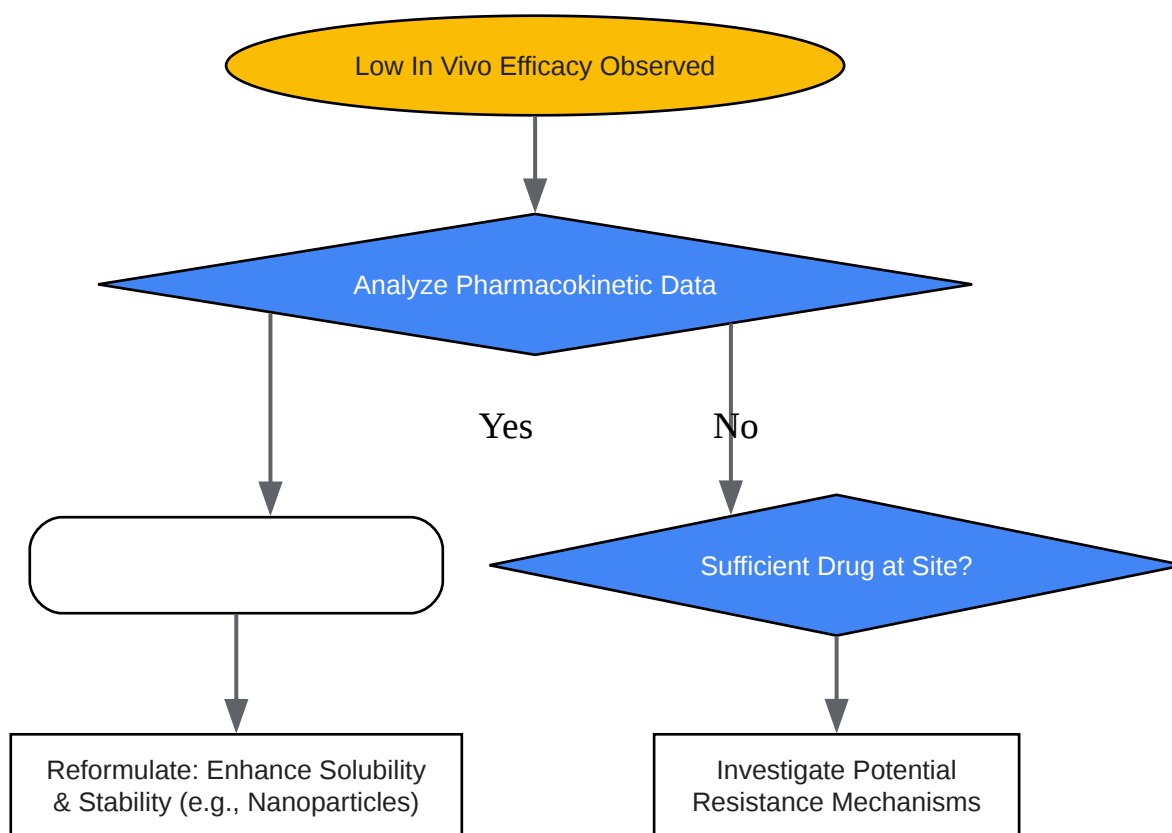 Low In Vivo Efficacy Observed
Analyze Pharmacokinetic Data
Yes
No
Sufficient Drug at Site?
Reformulate: Enhance Solubility
& Stability (e.g., Nanoparticles)
Investigate Potential
Resistance Mechanisms